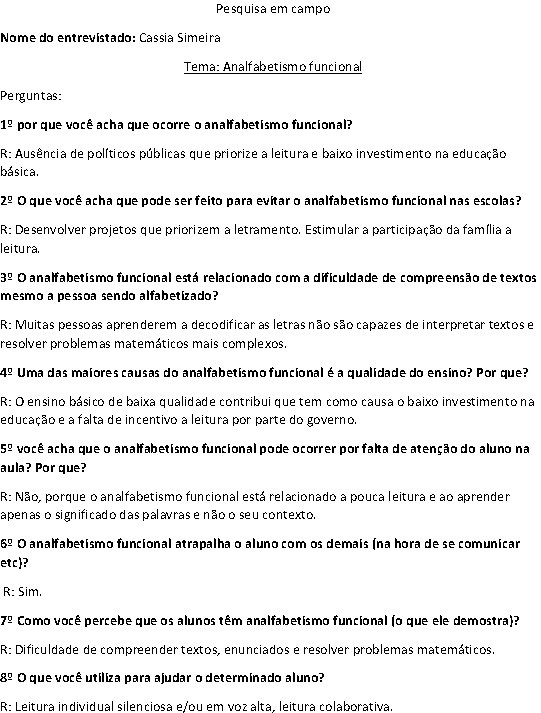 Pesquisa em campo
Nome do entrevistado: Cassia Simeira
Tema: Analfabetismo funcional
Perguntas:
1º por que você acha que ocorre o analfabetismo funcional?
R: Ausência de políticos públicas que priorize a leitura e baixo investimento na educação
básica.
2º O que você acha que pode ser feito para evitar o analfabetismo funcional nas escolas?
R: Desenvolver projetos que priorizem a letramento. Estimular a participação da família a
leitura.
3º O analfabetismo funcional está relacionado com a dificuldade de compreensão de textos
mesmo a pessoa sendo alfabetizado?
R: Muitas pessoas aprenderem a decodificar as letras não são capazes de interpretar textos e
resolver problemas matemáticos mais complexos.
4º Uma das maiores causas do analfabetismo funcional é a qualidade do ensino? Por que?
R: O ensino básico de baixa qualidade contribui que tem como causa o baixo investimento na
educação e a falta de incentivo a leitura por parte do governo.
5º você acha que o analfabetismo funcional pode ocorrer por falta de atenção do aluno na
aula? Por que?
R: Não, porque o analfabetismo funcional está relacionado a pouca leitura e ao aprender
apenas o significado das palavras e não o seu contexto.
6º O analfabetismo funcional atrapalha o aluno com os demais (na hora de se comunicar
etc)?
R: Sim.
7º Como você percebe que os alunos têm analfabetismo funcional (o que ele demostra)?
R: Dificuldade de compreender textos, enunciados e resolver problemas matemáticos.
8º O que você utiliza para ajudar o determinado aluno?
R: Leitura individual silenciosa e/ou em voz alta, leitura colaborativa.